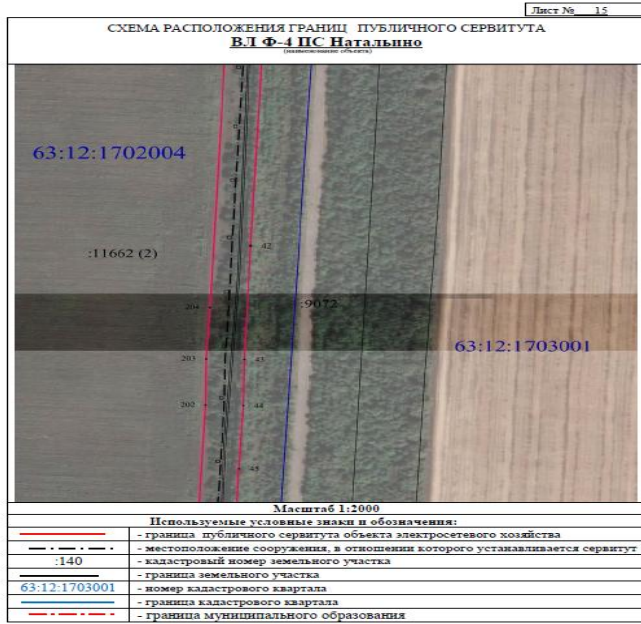 Лист № 15
СХЕМА РАСПОЛОЖЕНИЯ ГРАНИЦ ПУБЛИЧНОГО СЕРВИТУТА
ВЛ Ф-4 ПС Натальино
(наименование объекта)
63:12:1702004
42
:11662 (2)
204
:9072
63:12:1703001
203
43
202
44
45
Масштаб 1:2000
Используемые условные знаки и обозначения:
- граница публичного сервитута объекта электросетевого хозяйства
- местоположение сооружения, в отношении которого устанавливается сервитут
:140 - кадастровый номер земельного участка
- граница земельного участка
63:12:1703001 - номер кадастрового квартала
- граница кадастрового квартала
- граница муниципального образования